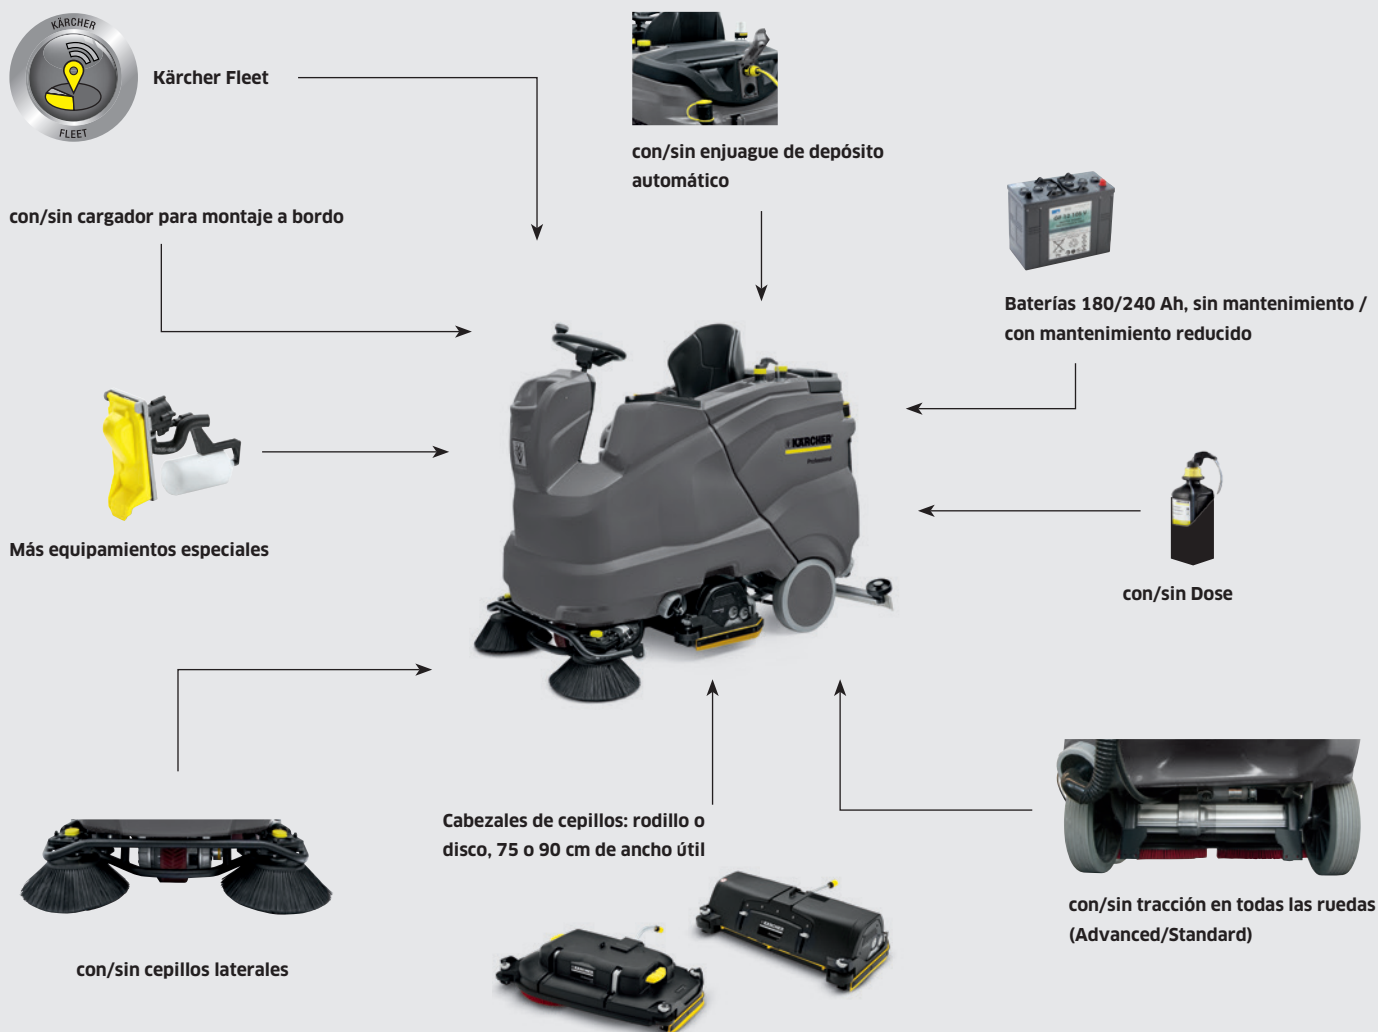 KÄRCHER
FLEET
Kärcher Fleet
con/sin enjuague de depósito
automático
con/sin cargador para montaje a bordo
Baterías 180/240 Ah, sin mantenimiento /
con mantenimiento reducido
KÄRCHER
Professional
Más equipamientos especiales
con/sin Dose
Cabezales de cepillos: rodillo o
disco, 75 o 90 cm de ancho útil
KÄRCHER
con/sin tracción en todas las ruedas
(Advanced/Standard)
con/sin cepillos laterales